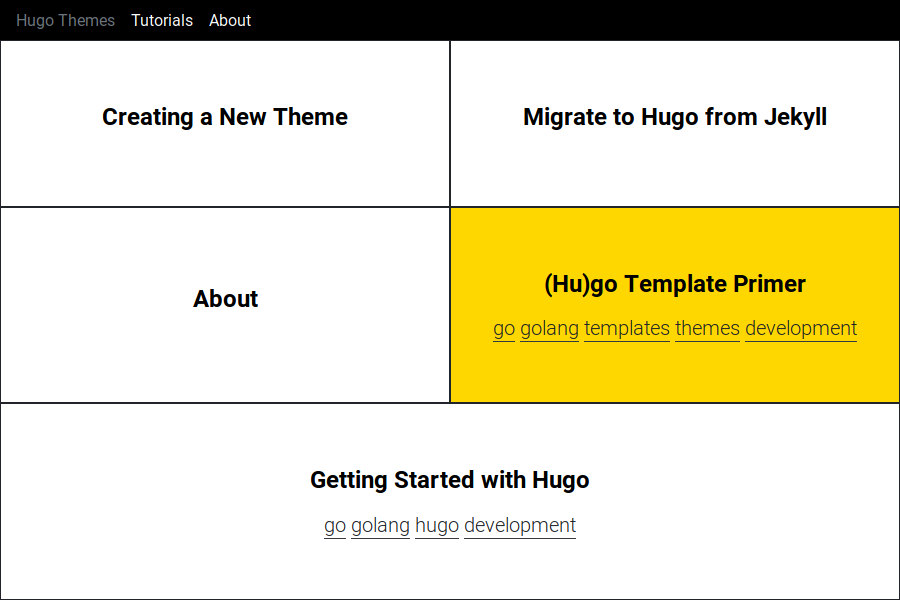 Hugo Themes Tutorials About
Creating a New Theme
Migrate to Hugo from Jekyll
About
(Hu)go Template Primer
go golang templates themes development
Getting Started with Hugo
go golang hugo development